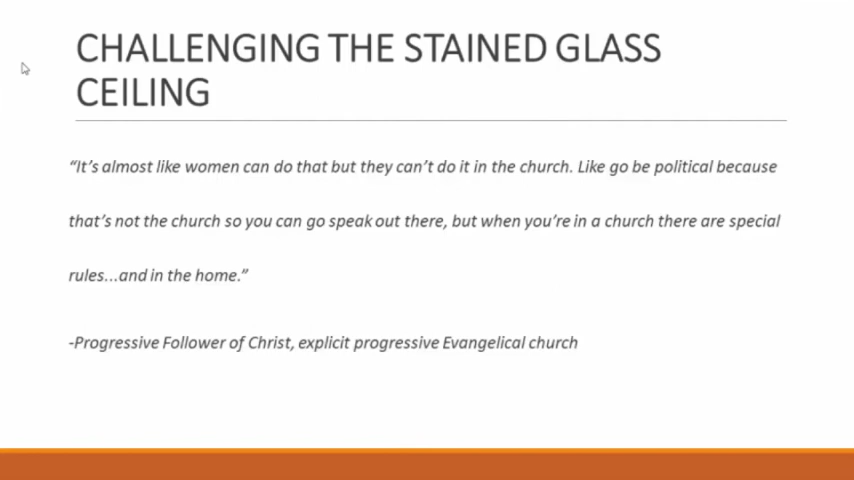 CHALLENGING THE STAINED GLASS
CEILING
“It’s almost like women can do that but they can’t do it in the church. Like go be political because
that’s not the church so you can go speak out there, but when you’re in a church there are special
rules...and in the home.”
-Progressive Follower of Christ, explicit progressive Evangelical church